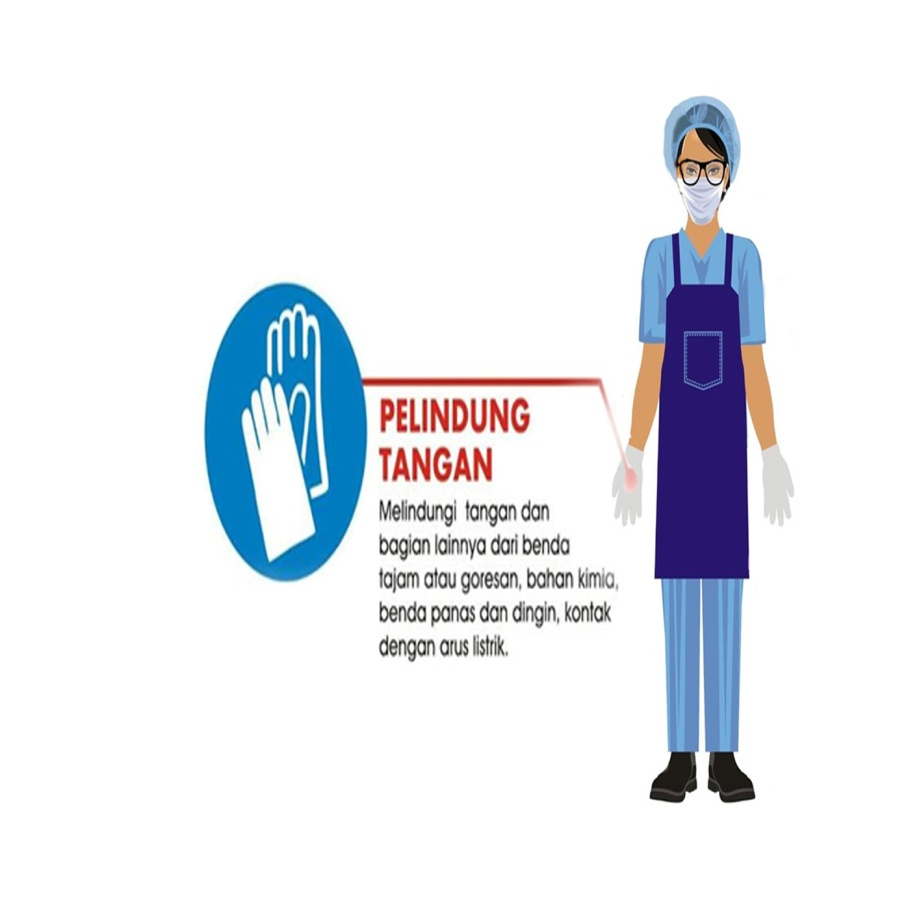 PELINDUNG
TANGAN
Melindungi tangan dan
bagian lainnya dari benda
tajam atau goresan, bahan kimia,
benda panas dan dingin, kontak
dengan arus listrik.